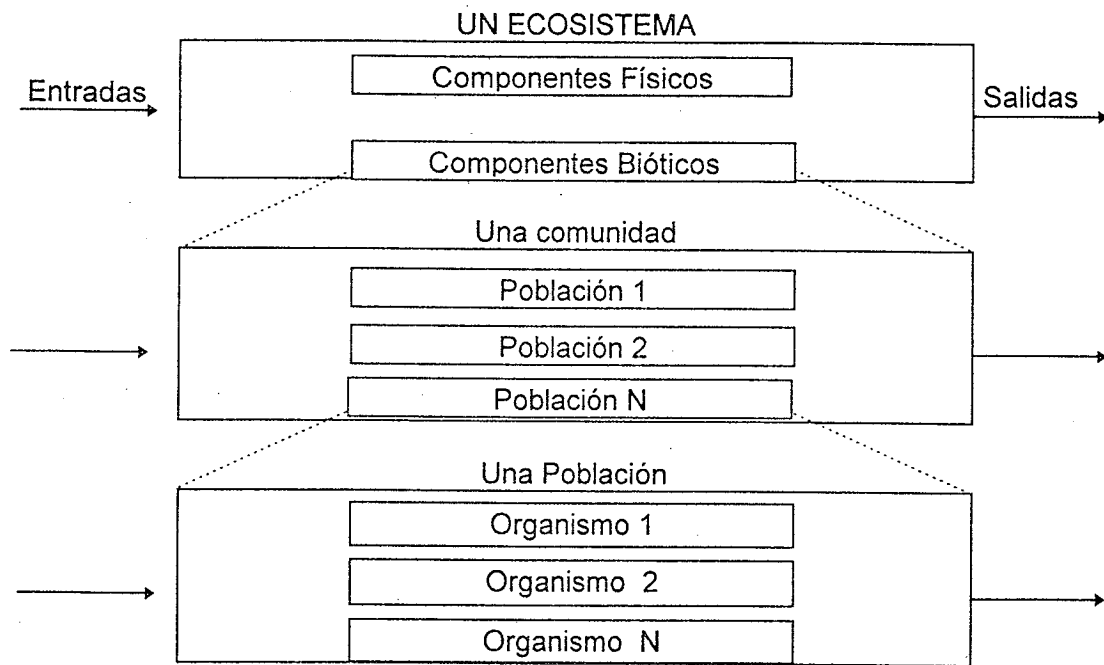 UN ECOSISTEMA
Componentes Físicos
Entradas
Salidas
Componentes Bióticos
Una comunidad
Población 1
Población 2
Población N
Una Población
Organismo 1
Organismo 2
Organismo N